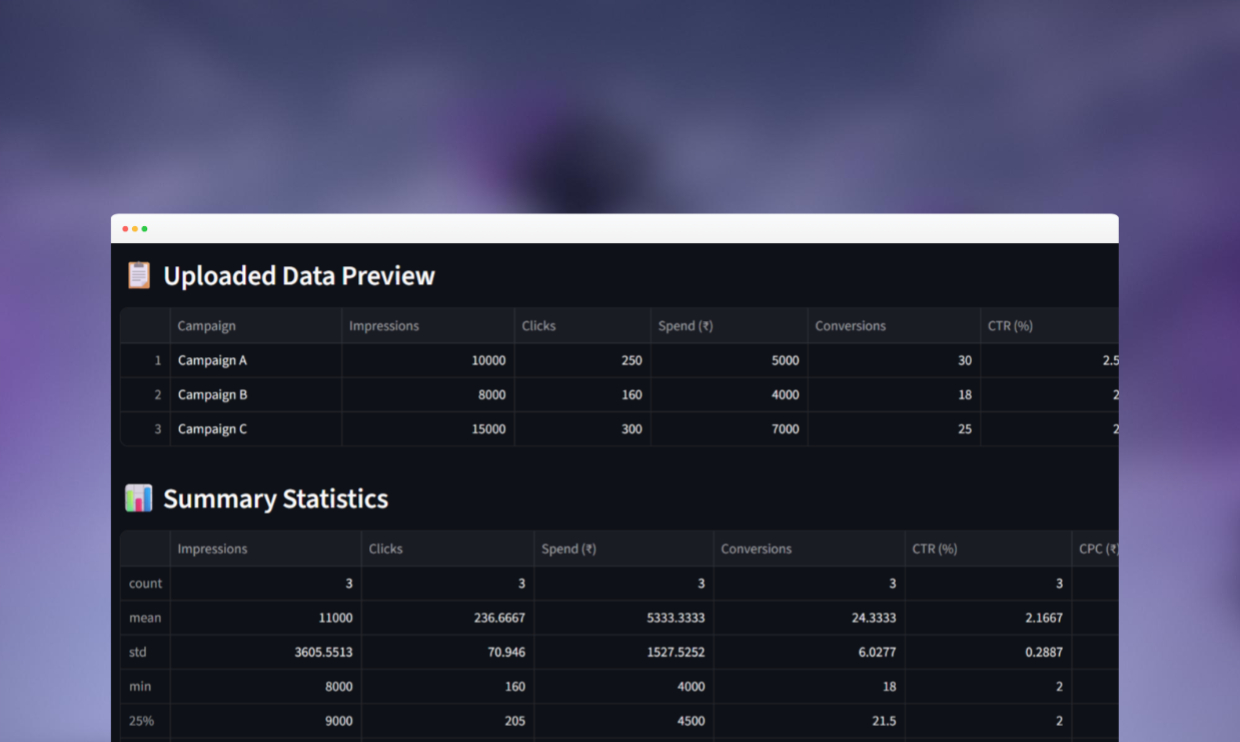 Uploaded Data Preview
Campaign Impressions Clicks Spend (₹) Conversions CTR (%)
1 Campaign A 10000 250 5000 30 2.5
2 Campaign B 8000 160 4000 18 2
3 Campaign C 15000 300 7000 25 2
Summary Statistics
Impressions Clicks Spend (₹) Conversions CTR (%) CPC (₹)
count 3 3 3 3 3
mean 11000 236.6667 5333.3333 24.3333 2.1667
std 3605.5513 70.946 1527.5252 6.0277 0.2887
min 8000 160 4000 18 2
25% 9000 205 4500 21.5 2